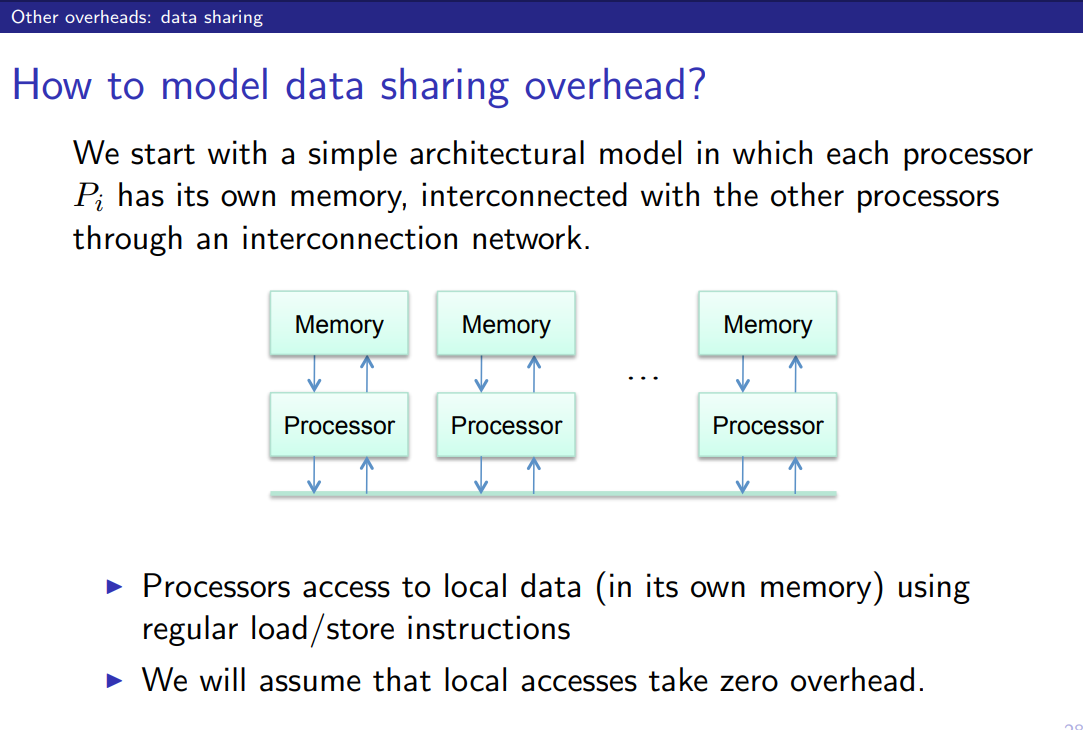 Other overheads: data sharing
How to model data sharing overhead?
We start with a simple architectural model in which each processor
Pi has its own memory, interconnected with the other processors
through an interconnection network.
Memory Memory Memory
...
Processor Processor Processor
▶ Processors access to local data (in its own memory) using
regular load/store instructions
▶ We will assume that local accesses take zero overhead.